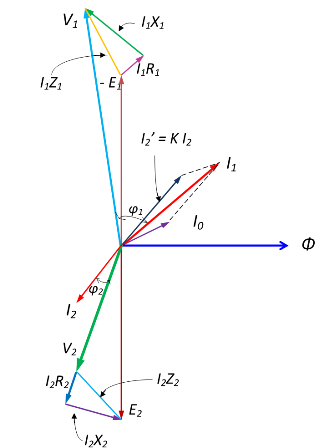 V₁
I₁X₁
I₁R₁
I₁Z₁
- E₁
I₂’ = K I₂
I₁
φ₁
I₀
Φ
φ₂
I₂
V₂
I₂R₂
I₂Z₂
E₂
I₂X₂